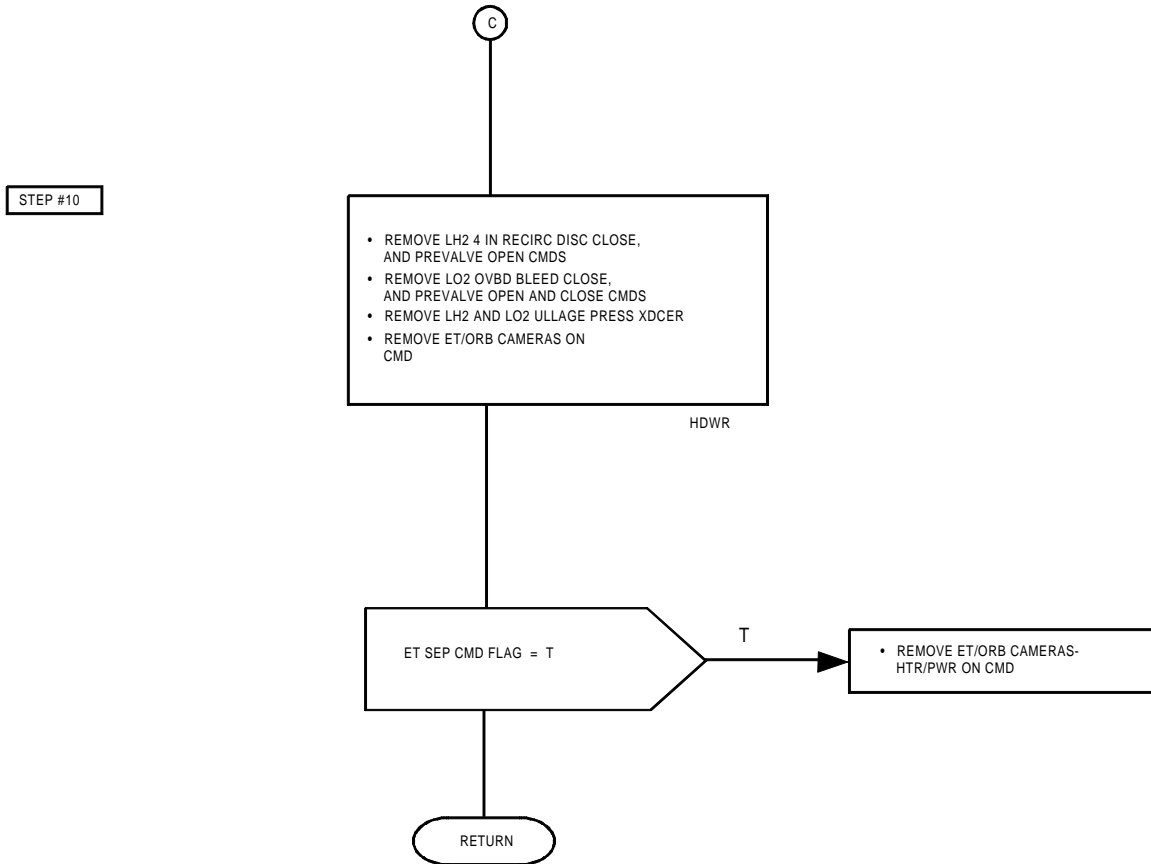 C
STEP #10
• REMOVE LH2 4 IN RECIRC DISC CLOSE,
AND PREVALVE OPEN CMDS
• REMOVE LO2 OVBD BLEED CLOSE,
AND PREVALVE OPEN AND CLOSE CMDS
• REMOVE LH2 AND LO2 ULLAGE PRESS XDCER
• REMOVE ET/ORB CAMERAS ON
CMD
HDWR
ET SEP CMD FLAG = T
T
• REMOVE ET/ORB CAMERAS-
HTR/PWR ON CMD
RETURN